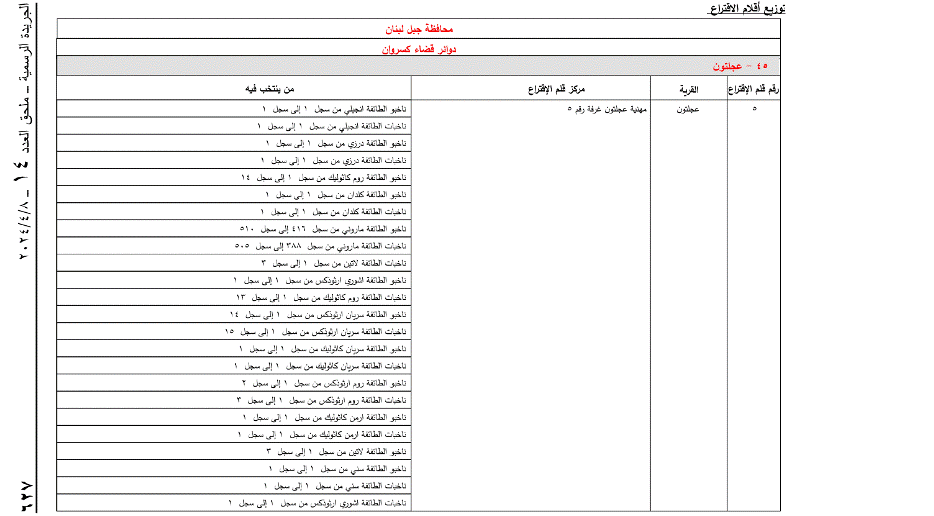 توزيع أقلام الاقتراع
محافظة جبل لبنان
دوائر قضاء كسروان
٤٥ - عجلتون
رقم قلم الإقتراع القرية مركز قلم الإقتراع من ينتخب فيه
٥ عجلتون مهنية عجلتون غرفة رقم ٥ ناخبو الطائفة انجيلي من سجل ١ إلى سجل ١
ناخبات الطائفة انجيلي من سجل ١ إلى سجل ١
ناخبو الطائفة درزي من سجل ١ إلى سجل ١
ناخبات الطائفة درزي من سجل ١ إلى سجل ١
ناخبو الطائفة روم كاثوليك من سجل ١ إلى سجل ١٤
ناخبو الطائفة كلدان من سجل ١ إلى سجل ١
ناخبات الطائفة كلدان من سجل ١ إلى سجل ١
ناخبو الطائفة ماروني من سجل ٤١٦ إلى سجل ٥١٠
ناخبات الطائفة ماروني من سجل ٣٨٨ إلى سجل ٥٠٥
ناخبات الطائفة لاتين من سجل ١ إلى سجل ٣
ناخبو الطائفة اشوري ارثوذكس من سجل ١ إلى سجل ١
ناخبات الطائفة روم كاثوليك من سجل ١ إلى سجل ١٣
ناخبو الطائفة سريان ارثوذكس من سجل ١ إلى سجل ١٤
ناخبات الطائفة سريان ارثوذكس من سجل ١ إلى سجل ١٥
ناخبو الطائفة سريان كاثوليك من سجل ١ إلى سجل ١
ناخبات الطائفة سريان كاثوليك من سجل ١ إلى سجل ١
ناخبو الطائفة روم ارثوذكس من سجل ١ إلى سجل ٢
ناخبات الطائفة روم ارثوذكس من سجل ١ إلى سجل ٣
ناخبو الطائفة ارمن كاثوليك من سجل ١ إلى سجل ١
ناخبات الطائفة ارمن كاثوليك من سجل ١ إلى سجل ١
ناخبو الطائفة لاتين من سجل ١ إلى سجل ٣
ناخبو الطائفة سني من سجل ١ إلى سجل ١
ناخبات الطائفة سني من سجل ١ إلى سجل ١
ناخبات الطائفة اشوري ارثوذكس من سجل ١ إلى سجل ١
الجريدة الرسمية – ملحق العدد ١٤ – ٢٠٢٤/٤/٨
٦٢٧